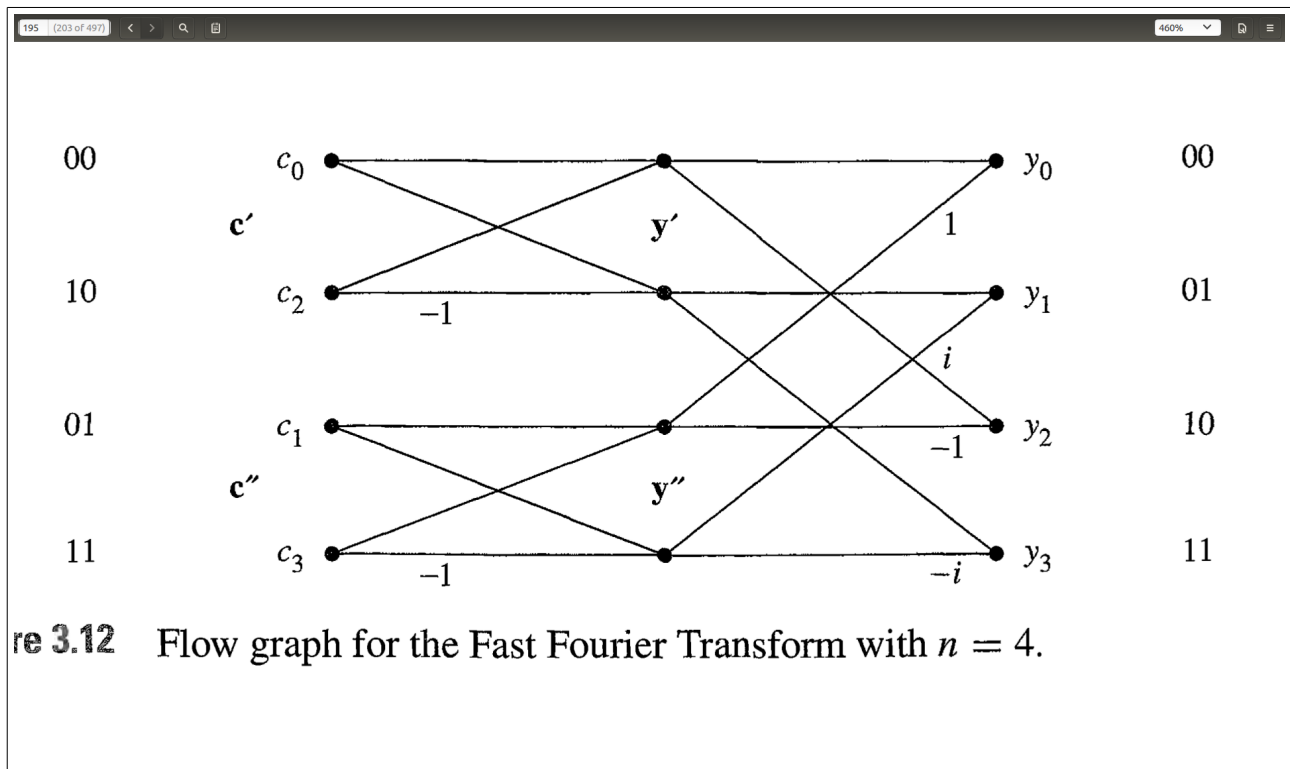 195 (203 of 497) 460%
00 c₀ y₀ 00
c′ y′ 1
10 c₂ y₁ 01
−1
i
01 c₁ y₂ 10
−1
c″ y″
11 c₃ y₃ 11
−1 −i
re 3.12 Flow graph for the Fast Fourier Transform with n = 4.